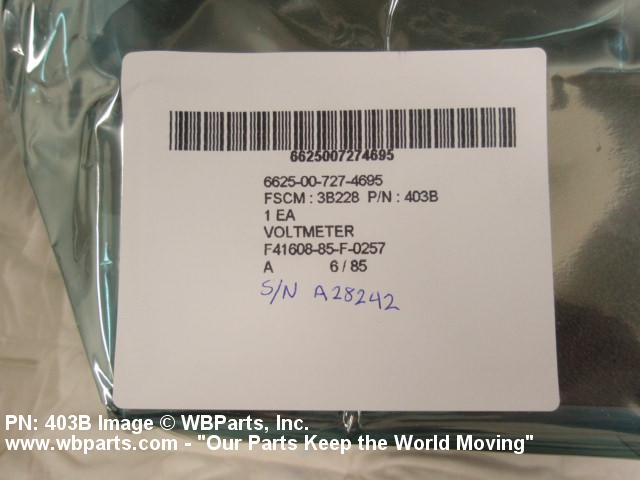 6625007274695
6625-00-727-4695
FSCM : 3B228 P/N : 403B
1 EA
VOLTMETER
F41608-85-F-0257
A 6 / 85
S/N A28242
PN: 403B Image © WBParts, Inc.
www.wbparts.com - "Our Parts Keep the World Moving"